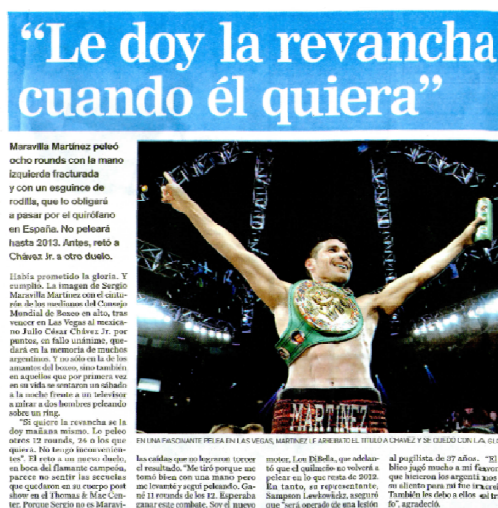 “Le doy la revancha
cuando él quiera”
Maravilla Martínez peleó
ocho rounds con la mano
izquierda fracturada
y con un esguince de
rodilla, que lo obligará
a pasar por el quirófano
en España. No peleará
hasta 2013. Antes, retó a
Chávez Jr. a otro duelo.
Había prometido la gloria. Y
cumplió. La imagen de Sergio
Maravilla Martínez con el cintu-
rón de los medianos del Consejo
Mundial de Boxeo en alto, tras
vencer en Las Vegas al mexica-
no Julio César Chávez Jr. por
puntos, en fallo unánime, que-
dará en la memoria de muchos
argentinos. Y no sólo en la de los
amantes del boxeo, sino también
en aquellos que por primera vez
en su vida se sentaron un sábado
a la noche frente a un televisor
a mirar a dos hombres peleando
sobre un ring.
“Si quiere la revancha se la
doy mañana mismo. Le peleo
otros 12 rounds, 24 o los que
quiera. No tengo inconvenien-
tes”. El reto a un nuevo duelo,
en boca del flamante campeón,
parece no sentir las secuelas
que quedaron en su cuerpo post
show en el Thomas & Mac Cen-
ter. Porque Sergio no es Maravi-
MARTINEZ
EN UNA FASCINANTE PELEA EN LAS VEGAS, MARTINEZ LE ARREBATO EL TITULO A CHAVEZ Y SE QUEDO CON LA
las caídas que no lograron torcer
el resultado. “Me tiró porque me
tomó bien con una mano pero
me levanté y seguí peleando. Ga-
né 11 rounds de los 12. Esperaba
ganar este combate. Soy el nuevo
motor, Lou DiBella, que adelan-
tó que el quilmeño no volverá a
pelear en lo que resta de 2012.
En tanto, su representante,
Sampson Lewkowickz, aseguró
que “será operado de una lesión
al pugilista de 37 años. “El
blico jugó mucho a mi
que hicieron los argenti
su aliento para mí fue
También les debo a ellos
fo”, agradeció.